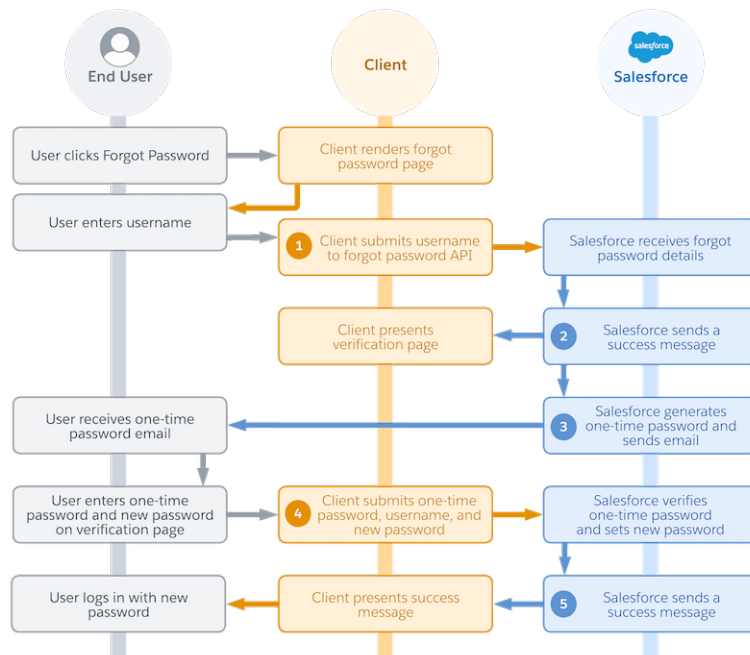 End User
Client
salesforce
Salesforce
User clicks Forgot Password
Client renders forgot
password page
User enters username
1
Client submits username
to forgot password API
Salesforce receives forgot
password details
Client presents
verification page
2
Salesforce sends a
success message
User receives one-time
password email
3
Salesforce generates
one-time password and
sends email
User enters one-time
password and new password
on verification page
4
Client submits one-time
password, username, and
new password
Salesforce verifies
one-time password
and sets new password
User logs in with new
password
Client presents success
message
5
Salesforce sends a
success message